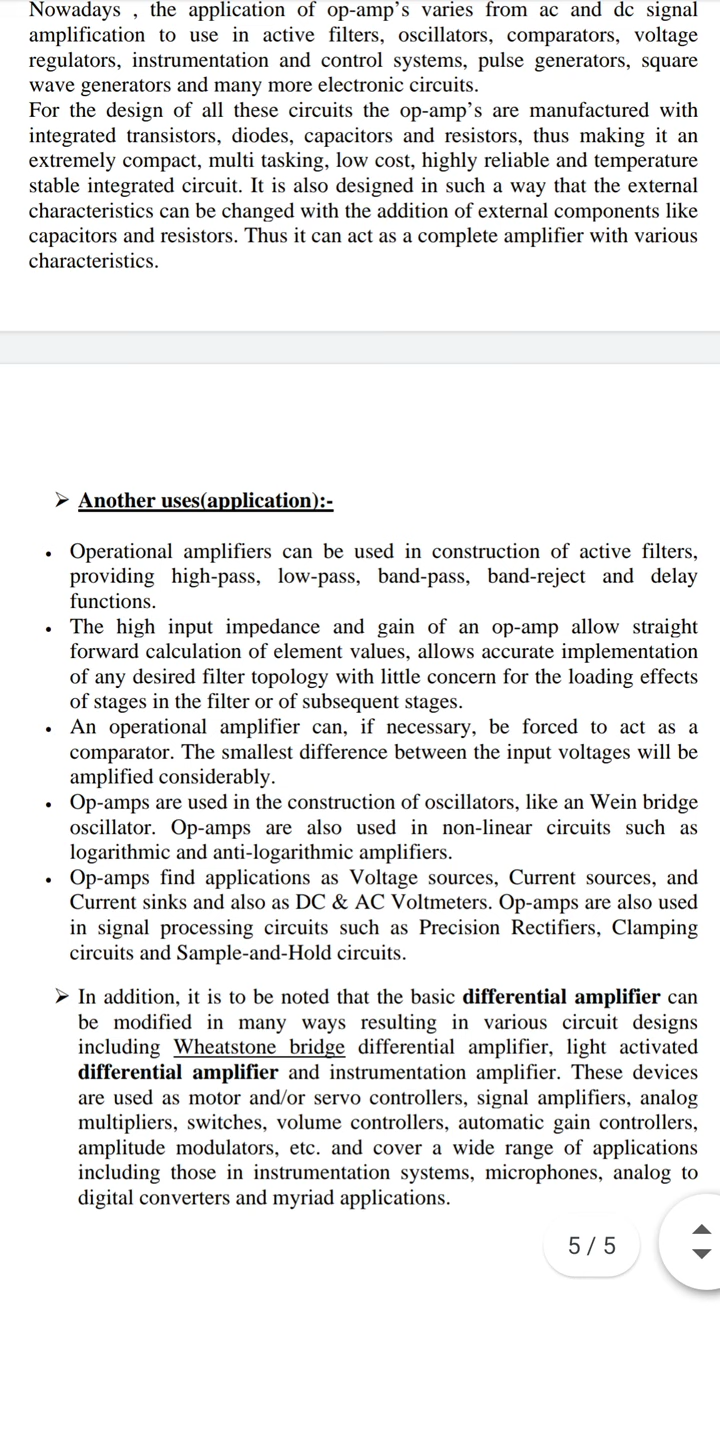 Nowadays , the application of op-amp's varies from ac and dc signal
amplification to use in active filters, oscillators, comparators, voltage
regulators, instrumentation and control systems, pulse generators, square
wave generators and many more electronic circuits.
For the design of all these circuits the op-amp's are manufactured with
integrated transistors, diodes, capacitors and resistors, thus making it an
extremely compact, multi tasking, low cost, highly reliable and temperature
stable integrated circuit. It is also designed in such a way that the external
characteristics can be changed with the addition of external components like
capacitors and resistors. Thus it can act as a complete amplifier with various
characteristics.
➤ Another uses(application):-
• Operational amplifiers can be used in construction of active filters,
providing high-pass, low-pass, band-pass, band-reject and delay
functions.
• The high input impedance and gain of an op-amp allow straight
forward calculation of element values, allows accurate implementation
of any desired filter topology with little concern for the loading effects
of stages in the filter or of subsequent stages.
• An operational amplifier can, if necessary, be forced to act as a
comparator. The smallest difference between the input voltages will be
amplified considerably.
• Op-amps are used in the construction of oscillators, like an Wein bridge
oscillator. Op-amps are also used in non-linear circuits such as
logarithmic and anti-logarithmic amplifiers.
• Op-amps find applications as Voltage sources, Current sources, and
Current sinks and also as DC & AC Voltmeters. Op-amps are also used
in signal processing circuits such as Precision Rectifiers, Clamping
circuits and Sample-and-Hold circuits.
➤ In addition, it is to be noted that the basic differential amplifier can
be modified in many ways resulting in various circuit designs
including Wheatstone bridge differential amplifier, light activated
differential amplifier and instrumentation amplifier. These devices
are used as motor and/or servo controllers, signal amplifiers, analog
multipliers, switches, volume controllers, automatic gain controllers,
amplitude modulators, etc. and cover a wide range of applications
including those in instrumentation systems, microphones, analog to
digital converters and myriad applications.
5 / 5